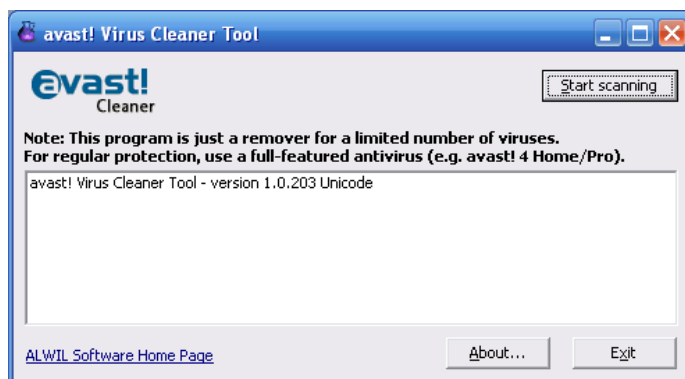 avast! Virus Cleaner Tool
avast!
Cleaner
Start scanning
Note: This program is just a remover for a limited number of viruses.
For regular protection, use a full-featured antivirus (e.g. avast! 4 Home/Pro).
avast! Virus Cleaner Tool - version 1.0.203 Unicode
ALWIL Software Home Page
About...
Exit